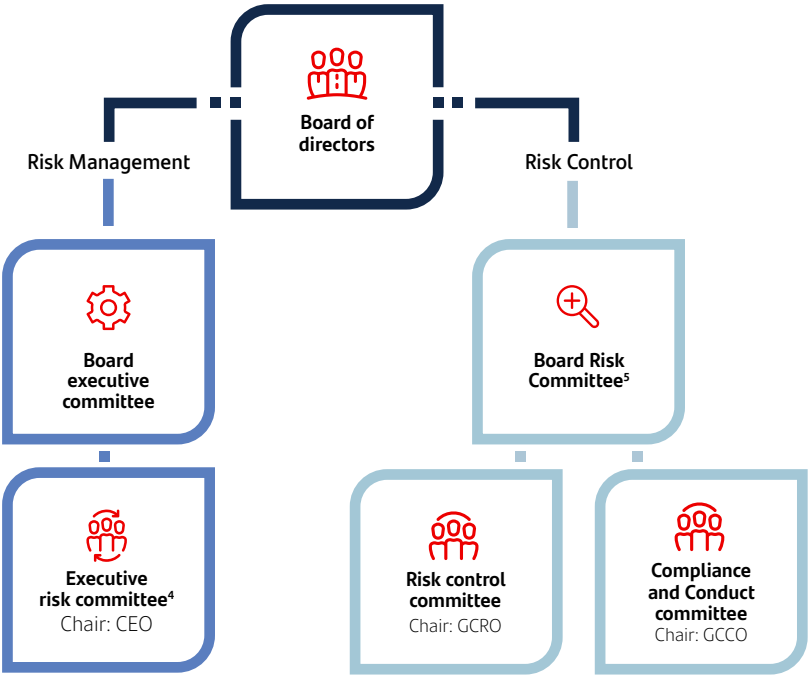 Board of
directors
Risk Management
Risk Control
Board
executive
committee
Board Risk
Committee⁵
Executive
risk committee⁴
Chair: CEO
Risk control
committee
Chair: GCRO
Compliance
and Conduct
committee
Chair: GCCO